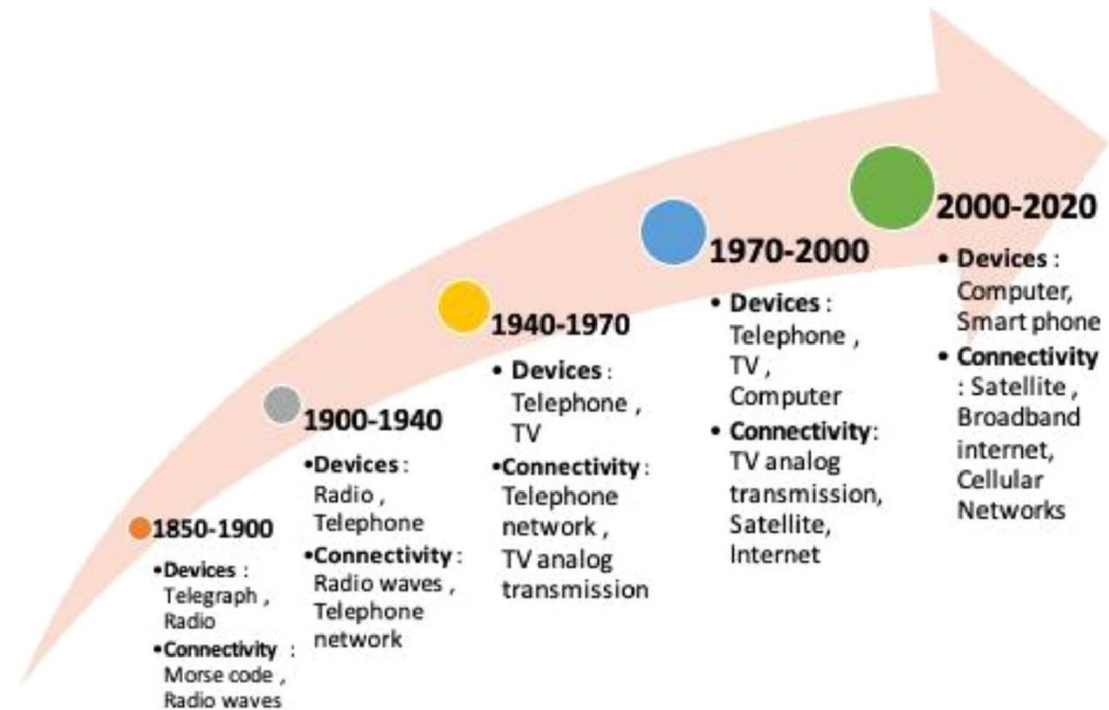 1850-1900
•Devices :
Telegraph ,
Radio
•Connectivity :
Morse code ,
Radio waves
1900-1940
•Devices :
Radio ,
Telephone
•Connectivity :
Radio waves ,
Telephone
network
1940-1970
• Devices :
Telephone ,
TV
•Connectivity :
Telephone
network ,
TV analog
transmission
1970-2000
• Devices :
Telephone ,
TV ,
Computer
• Connectivity:
TV analog
transmission,
Satellite,
Internet
2000-2020
• Devices :
Computer,
Smart phone
• Connectivity
: Satellite ,
Broadband
internet,
Cellular
Networks